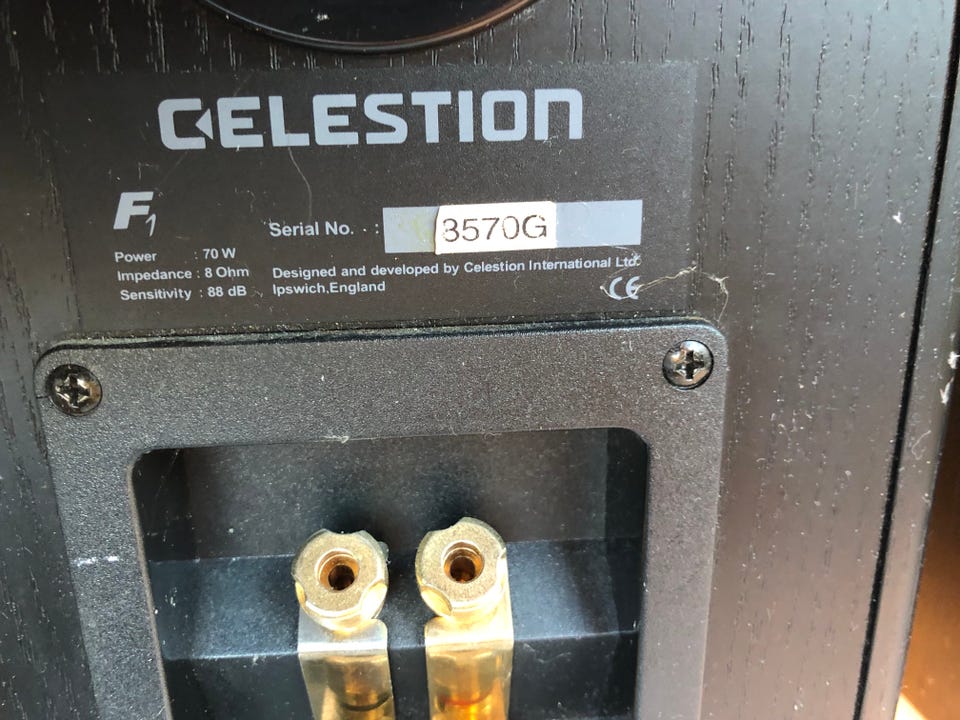 CELESTION
F1
Serial No. · : 3570G
Power : 70 W
Impedance : 8 Ohm
Sensitivity : 88 dB
Designed and developed by Celestion International Ltd.
Ipswich,England
CE